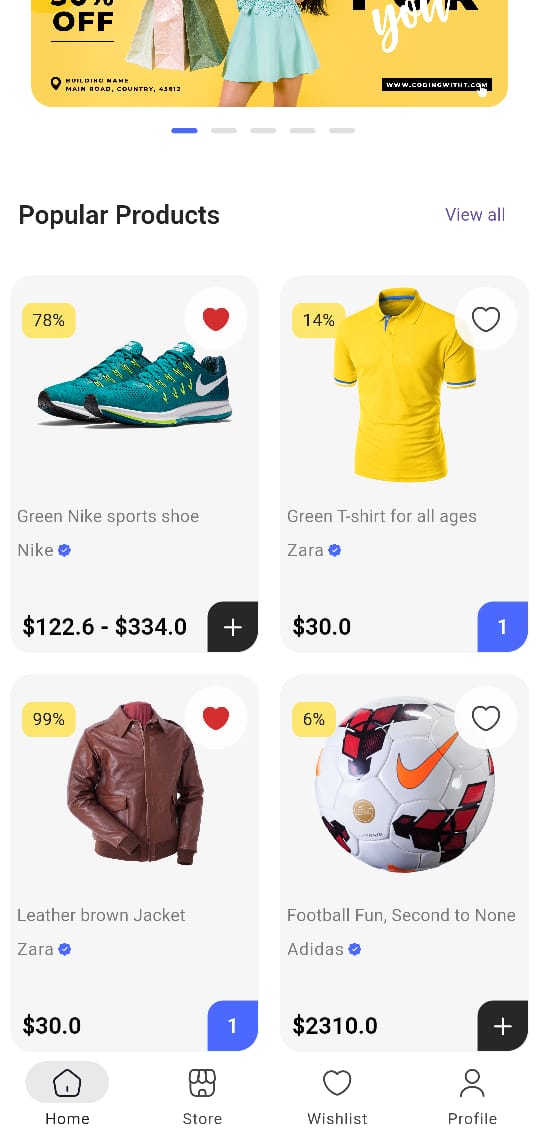 50%
OFF
you
BUILDING NAME
MAIN ROAD, COUNTRY, 43812
WWW.CODINGWITHT.COM
Popular Products
View all
78%
14%
Green Nike sports shoe
Green T-shirt for all ages
Nike
Zara
$122.6 - $334.0
+
$30.0
1
99%
6%
Leather brown Jacket
Football Fun, Second to None
Zara
Adidas
$30.0
1
$2310.0
+
Home
Store
Wishlist
Profile